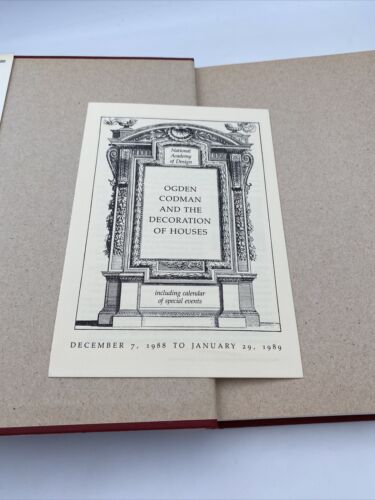 National
Academy
of Design
OGDEN
CODMAN
AND THE
DECORATION
OF HOUSES
including calendar
of special events
DECEMBER 7, 1988 TO JANUARY 29, 1989